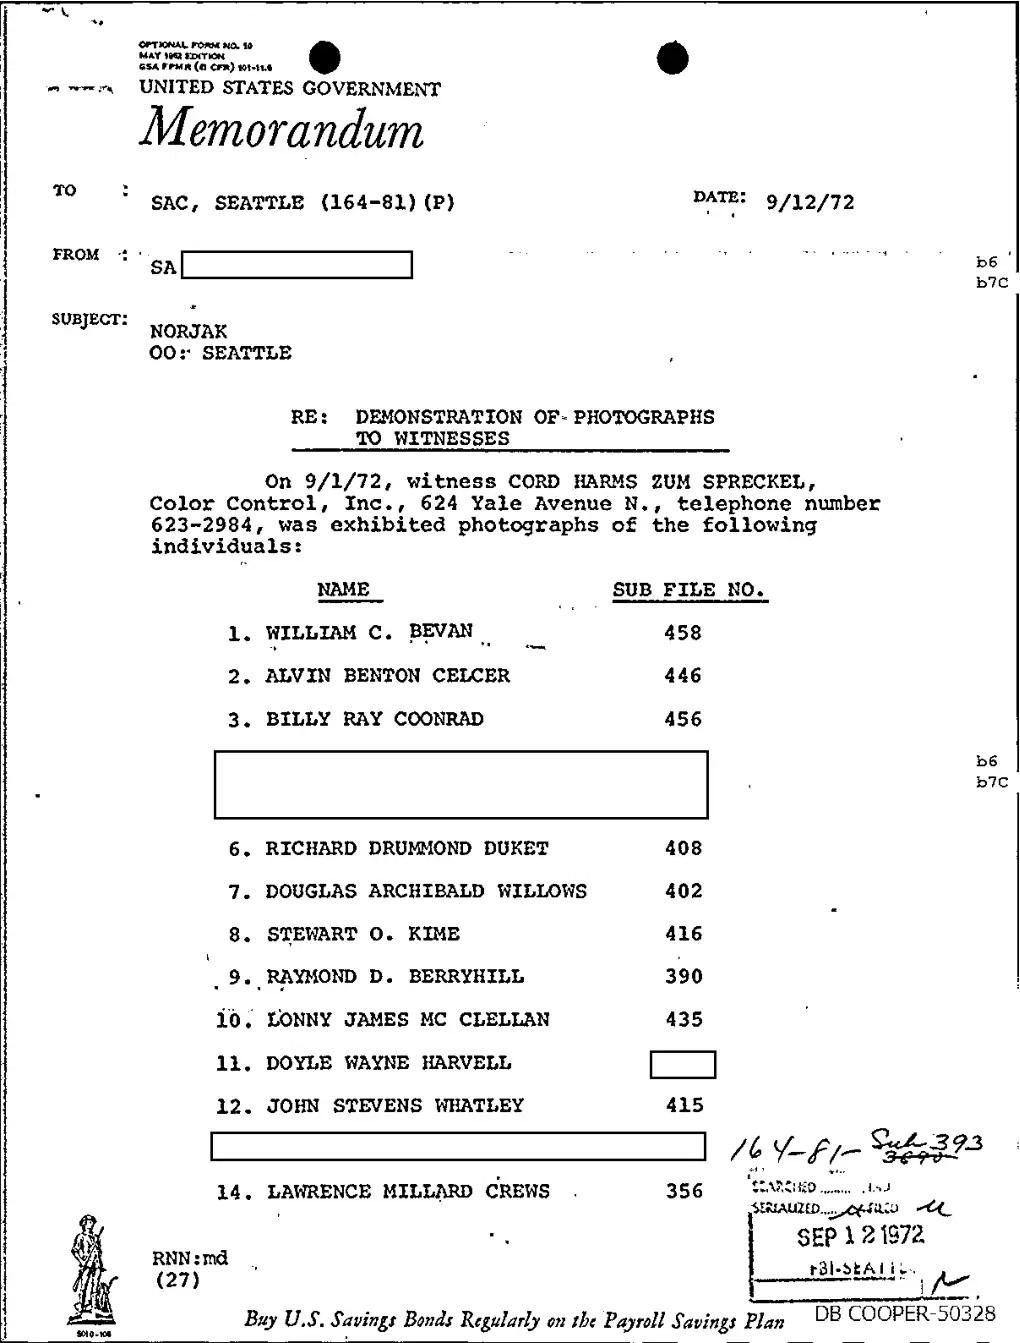 OPTIONAL FORM NO. 10
MAY 1962 EDITION
GSA FPMR (41 CFR) 101-11.6
UNITED STATES GOVERNMENT
Memorandum
TO : SAC, SEATTLE (164-81)(P) DATE: 9/12/72
FROM : SA
b6
b7C
SUBJECT: NORJAK
OO: SEATTLE
RE: DEMONSTRATION OF PHOTOGRAPHS
TO WITNESSES
On 9/1/72, witness CORD HARMS ZUM SPRECKEL,
Color Control, Inc., 624 Yale Avenue N., telephone number
623-2984, was exhibited photographs of the following
individuals:
NAME SUB FILE NO.
1. WILLIAM C. BEVAN 458
2. ALVIN BENTON CELCER 446
3. BILLY RAY COONRAD 456
b6
b7C
6. RICHARD DRUMMOND DUKET 408
7. DOUGLAS ARCHIBALD WILLOWS 402
8. STEWART O. KIME 416
9. RAYMOND D. BERRYHILL 390
10. LONNY JAMES MC CLELLAN 435
11. DOYLE WAYNE HARVELL
12. JOHN STEVENS WHATLEY 415
164-81- Sub 393
14. LAWRENCE MILLARD CREWS 356
SEARCHED
SERIALIZED FILED
SEP 12 1972
FBI-SEATTLE
RNN:md
(27)
5010-108
Buy U.S. Savings Bonds Regularly on the Payroll Savings Plan
DB COOPER-50328